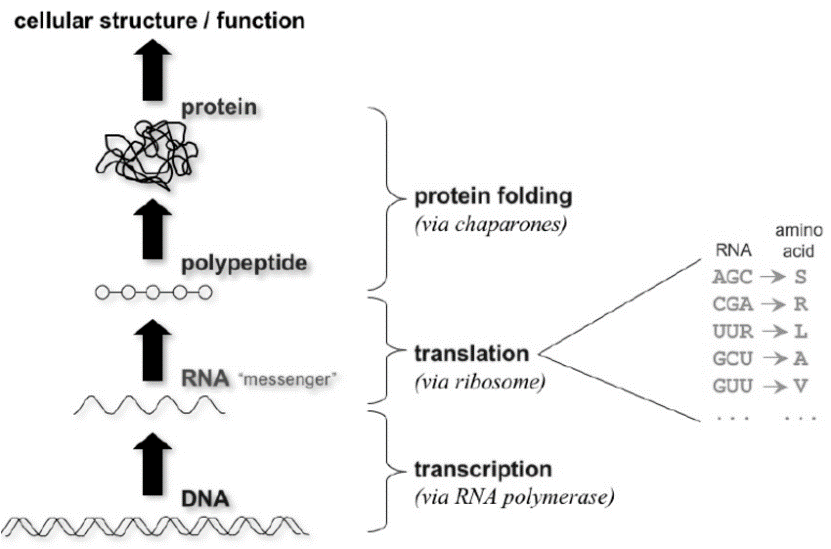 cellular structure / function
protein
protein folding
(via chaparones)
polypeptide
translation
(via ribosome)
RNA "messenger"
transcription
(via RNA polymerase)
DNA
RNA amino acid
AGC → S
CGA → R
UUR → L
GCU → A
GUU → V
... ...